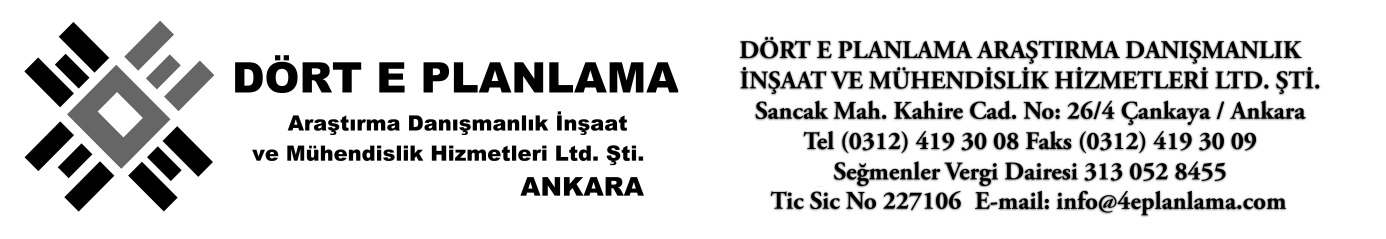 DÖRT E PLANLAMA
Araştırma Danışmanlık İnşaat
ve Mühendislik Hizmetleri Ltd. Şti.
ANKARA
DÖRT E PLANLAMA ARAŞTIRMA DANIŞMANLIK
İNŞAAT VE MÜHENDİSLİK HİZMETLERİ LTD. ŞTİ.
Sancak Mah. Kahire Cad. No: 26/4 Çankaya / Ankara
Tel (0312) 419 30 08 Faks (0312) 419 30 09
Seğmenler Vergi Dairesi 313 052 8455
Tic Sic No 227106 E-mail: info@4eplanlama.com